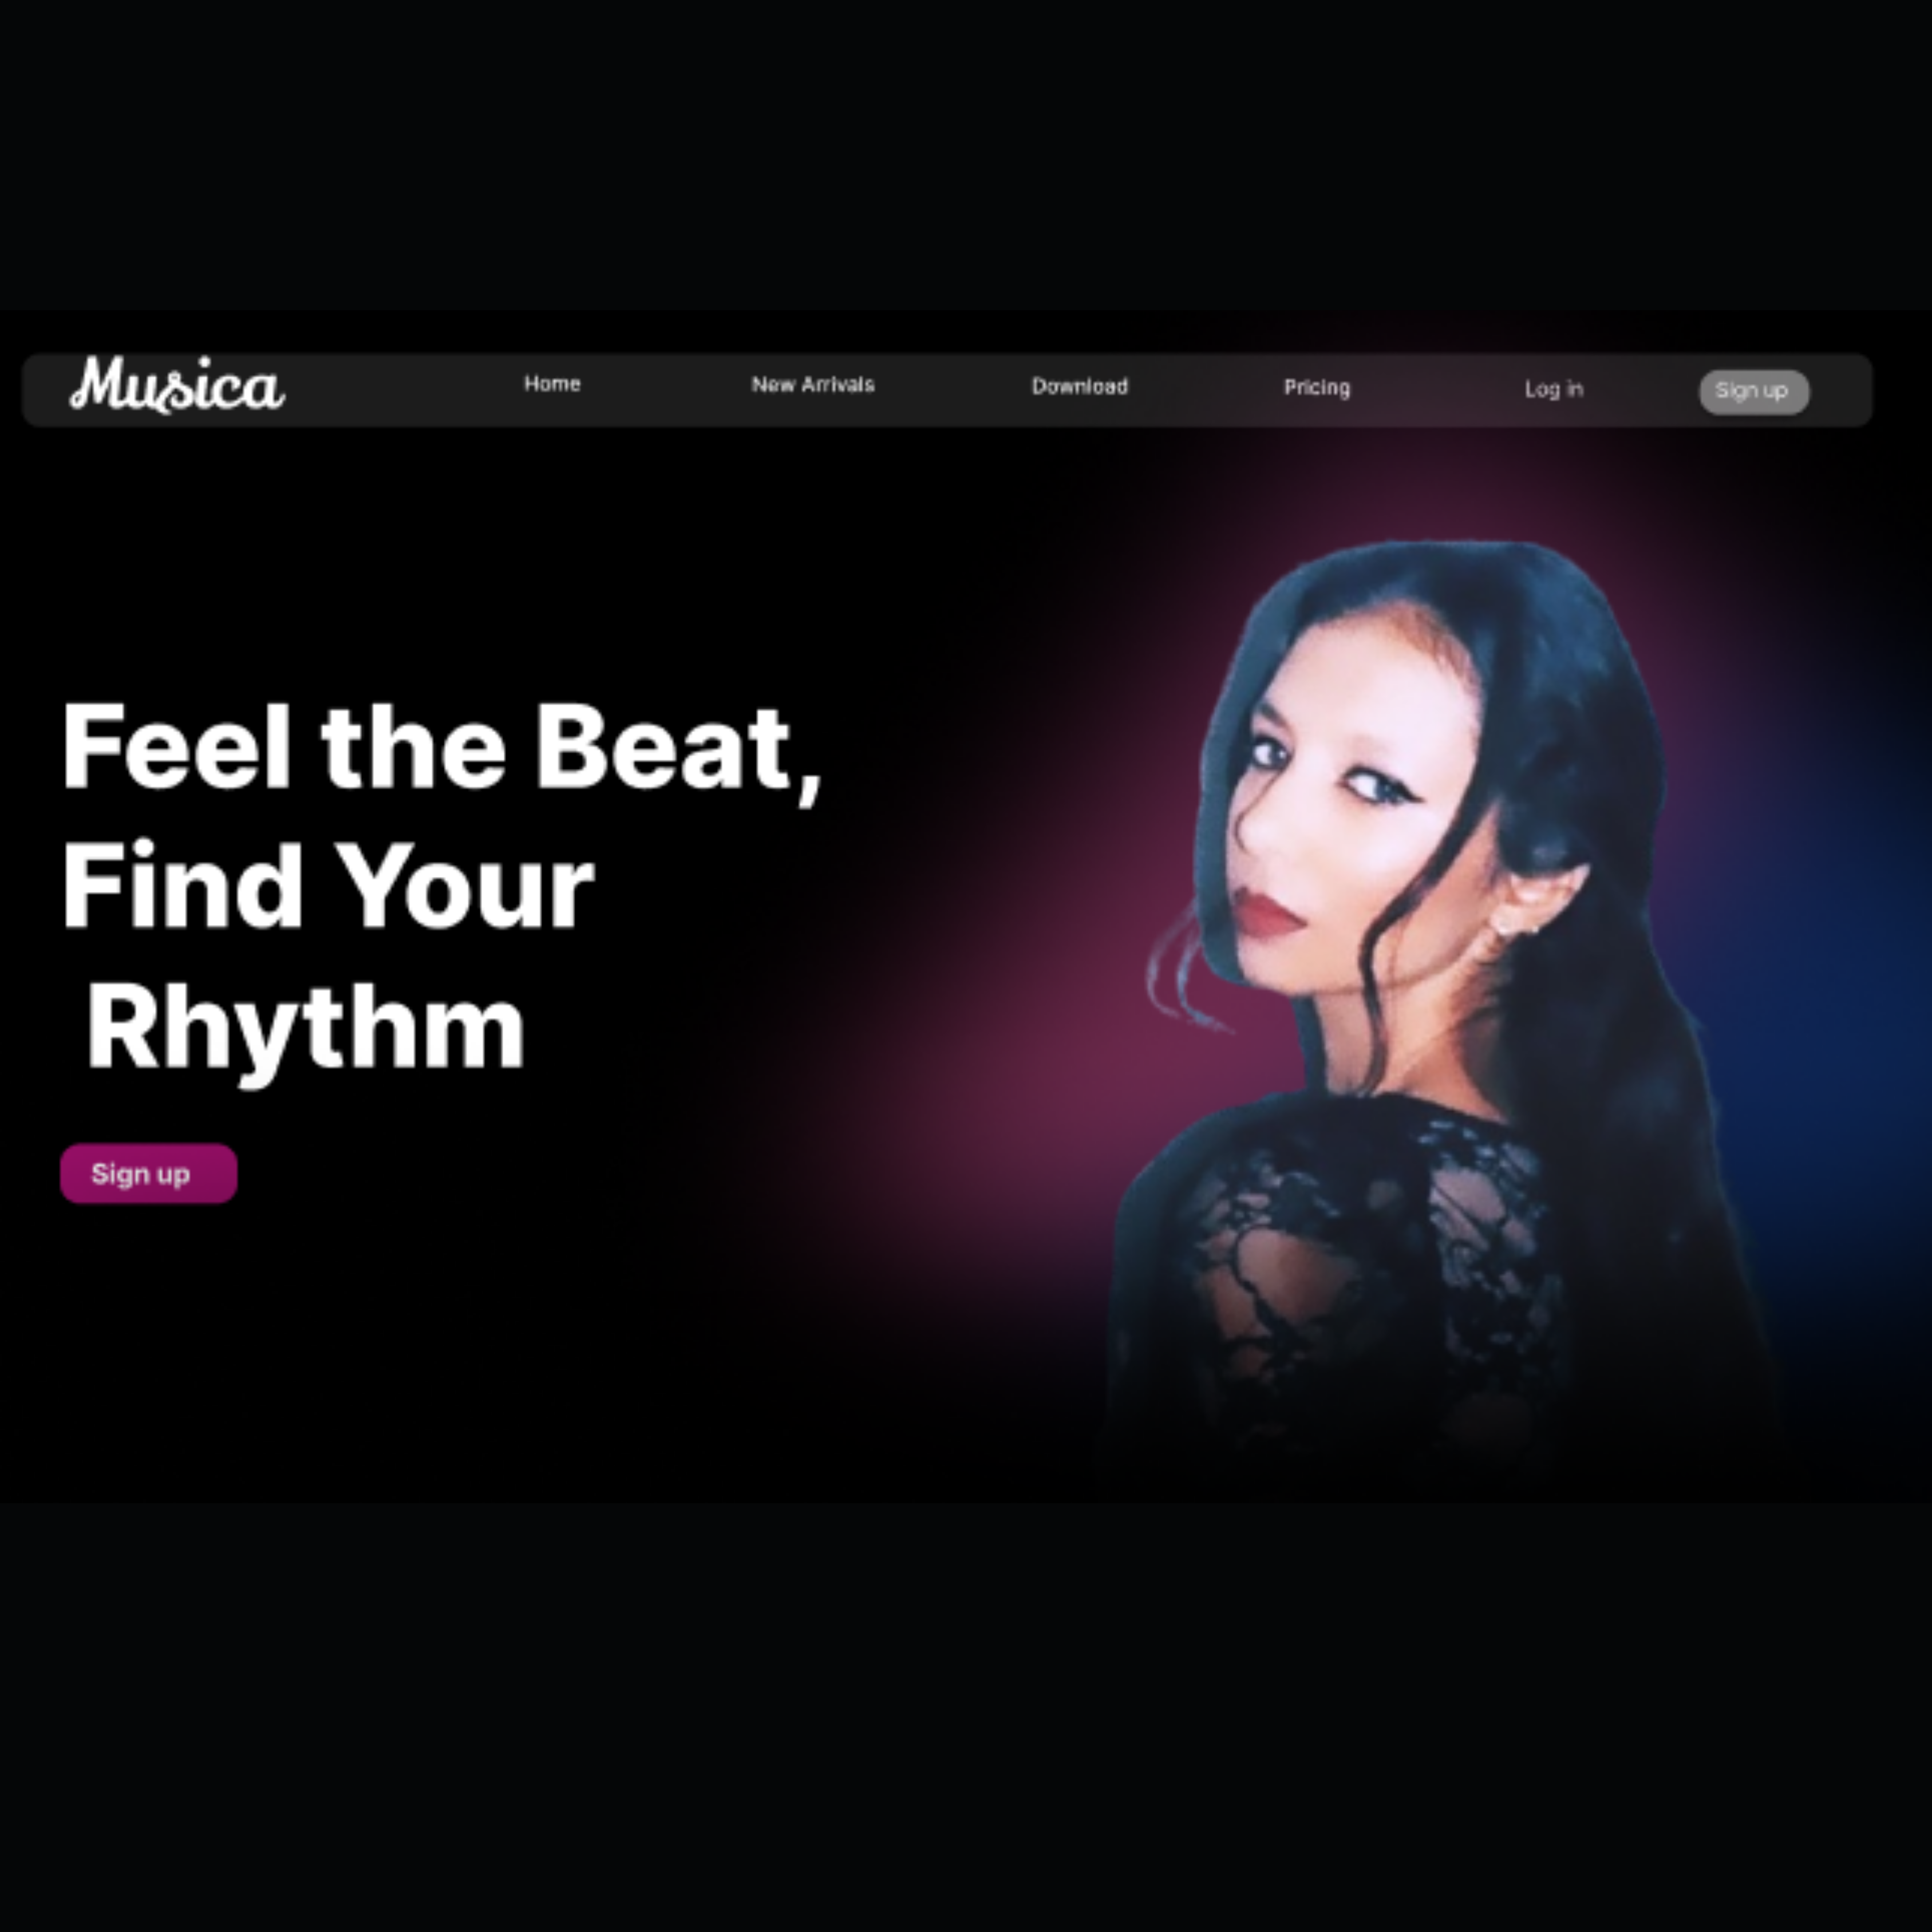 Musica
Home
New Arrivals
Download
Pricing
Log in
Sign up
Feel the Beat,
Find Your
Rhythm
Sign up